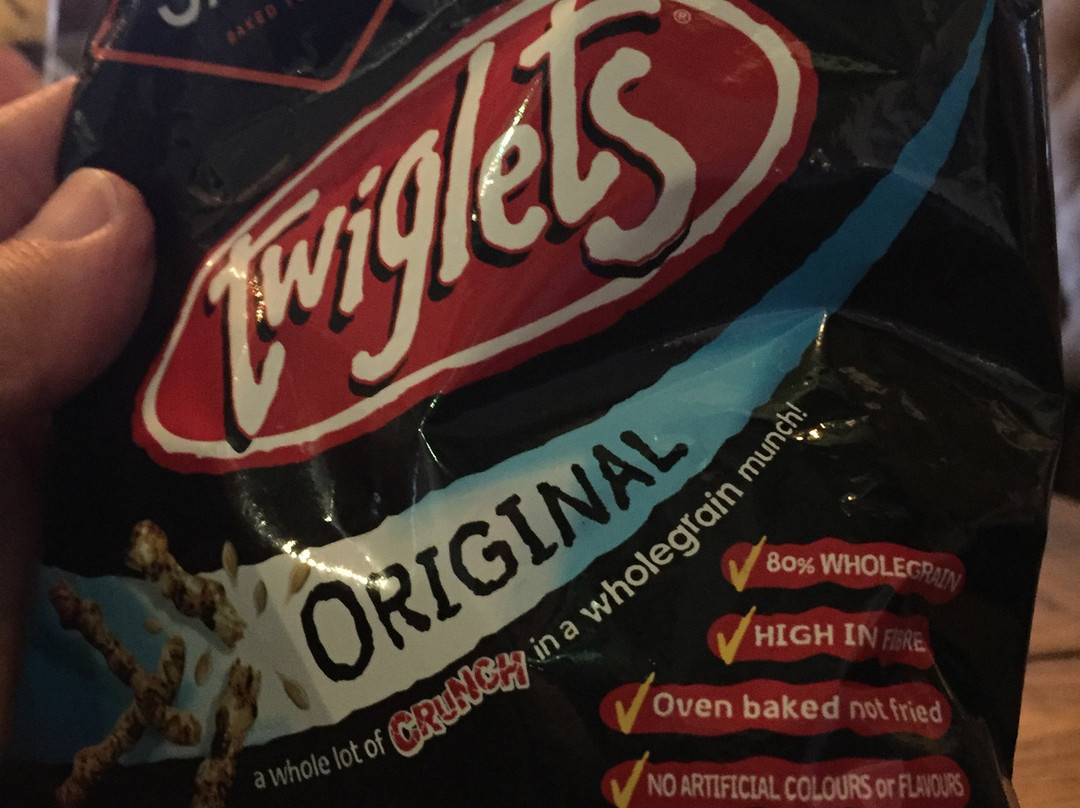 twiglets®
ORIGINAL
a whole lot of CRUNCH in a wholegrain munch!
80% WHOLEGRAIN
HIGH IN FIBRE
Oven baked not fried
NO ARTIFICIAL COLOURS or FLAVOURS
BAKED